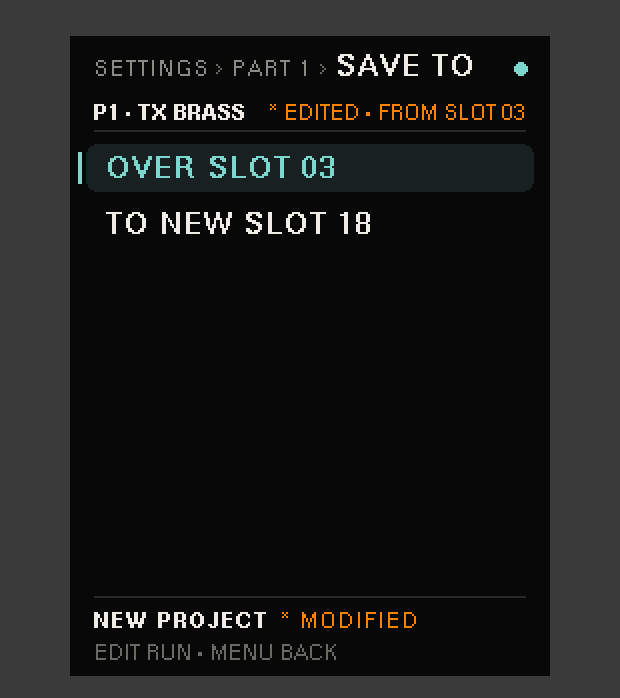 SETTINGS › PART 1 › SAVE TO
P1 · TX BRASS * EDITED · FROM SLOT 03
OVER SLOT 03
TO NEW SLOT 18
NEW PROJECT * MODIFIED
EDIT RUN · MENU BACK